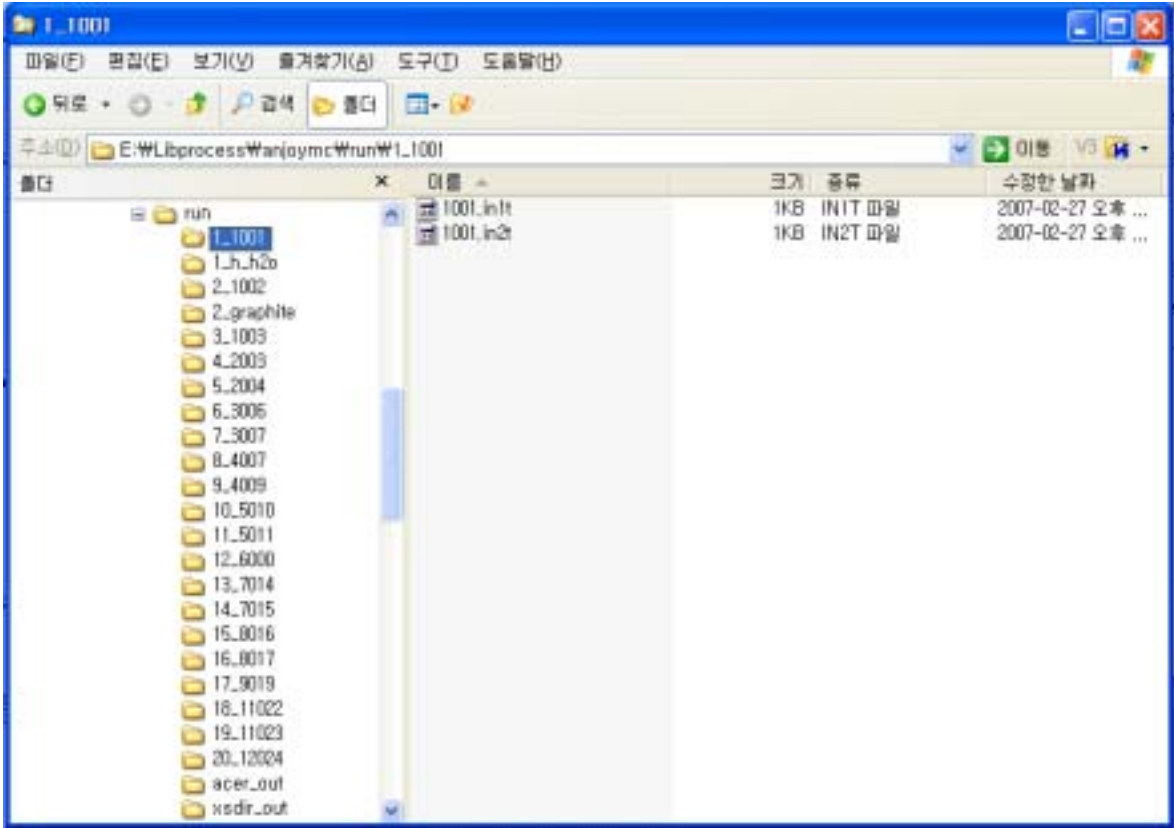 1_1001
파일(F) 편집(E) 보기(V) 즐겨찾기(A) 도구(T) 도움말(H)
뒤로 검색 폴더
주소(D) E:\Libprocess\anjoymc\run\1_1001 이동 V3
폴더 × 이름 크기 종류 수정한 날짜
run
1_1001
1_h_h2o
2_1002
2_graphite
3_1003
4_2003
5_2004
6_3006
7_3007
8_4007
9_4009
10_5010
11_5011
12_6000
13_7014
14_7015
15_8016
16_8017
17_9019
18_11022
19_11023
20_12024
acer_out
xsdir_out
1001.in1t 1KB IN1T 파일 2007-02-27 오후 ...
1001.in2t 1KB IN2T 파일 2007-02-27 오후 ...